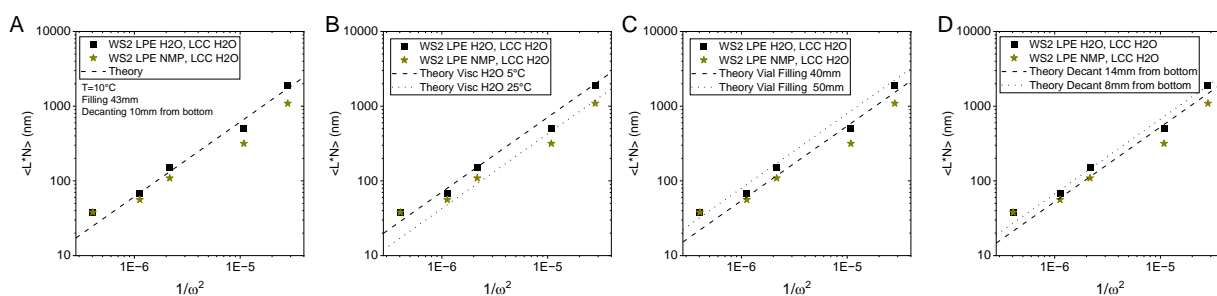 A
10000
1000
100
10
<L*N> (nm)
WS2 LPE H2O, LCC H2O
WS2 LPE NMP, LCC H2O
Theory
T=10°C
Filling 43mm
Decanting 10mm from bottom
1E-6 1E-5
1/ω²
B
10000
1000
100
10
<L*N> (nm)
WS2 LPE H2O, LCC H2O
WS2 LPE NMP, LCC H2O
Theory Visc H2O 5°C
Theory Visc H2O 25°C
1E-6 1E-5
1/ω²
C
10000
1000
100
10
<L*N> (nm)
WS2 LPE H2O, LCC H2O
WS2 LPE NMP, LCC H2O
Theory Vial Filling 40mm
Theory Vial Filling 50mm
1E-6 1E-5
1/ω²
D
10000
1000
100
10
<L*N> (nm)
WS2 LPE H2O, LCC H2O
WS2 LPE NMP, LCC H2O
Theory Decant 14mm from bottom
Theory Decant 8mm from bottom
1E-6 1E-5
1/ω²